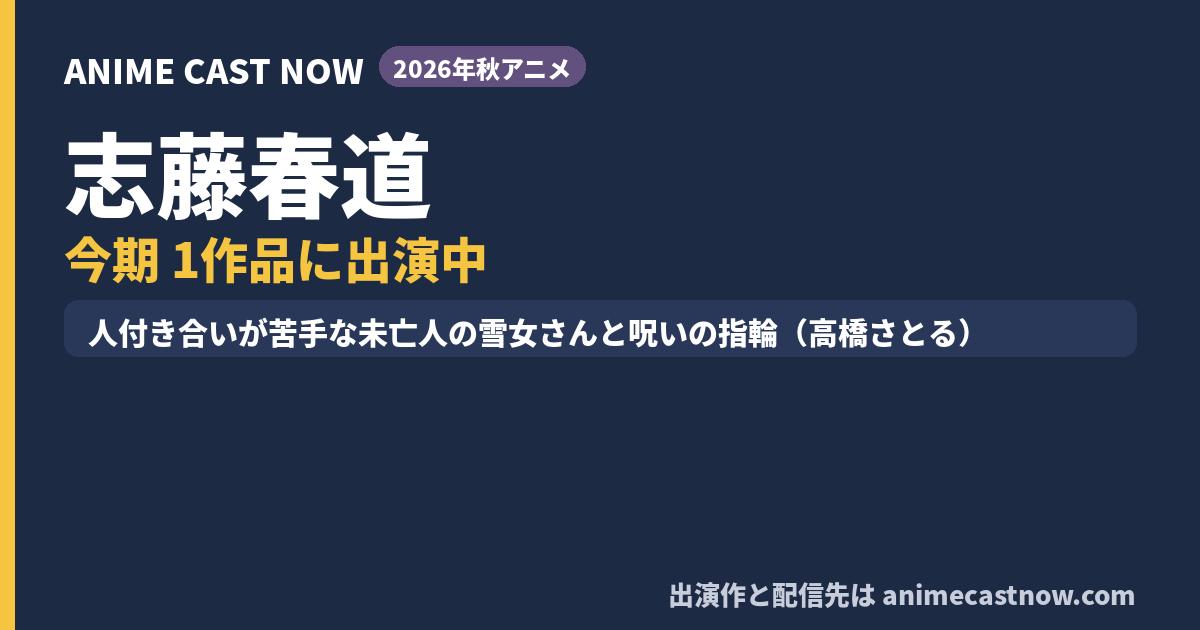 ANIME CAST NOW 2026年秋アニメ
志藤春道
今期 1作品に出演中
人付き合いが苦手な未亡人の雪女さんと呪いの指輪（高橋さとる）
出演作と配信先は animecastnow.com